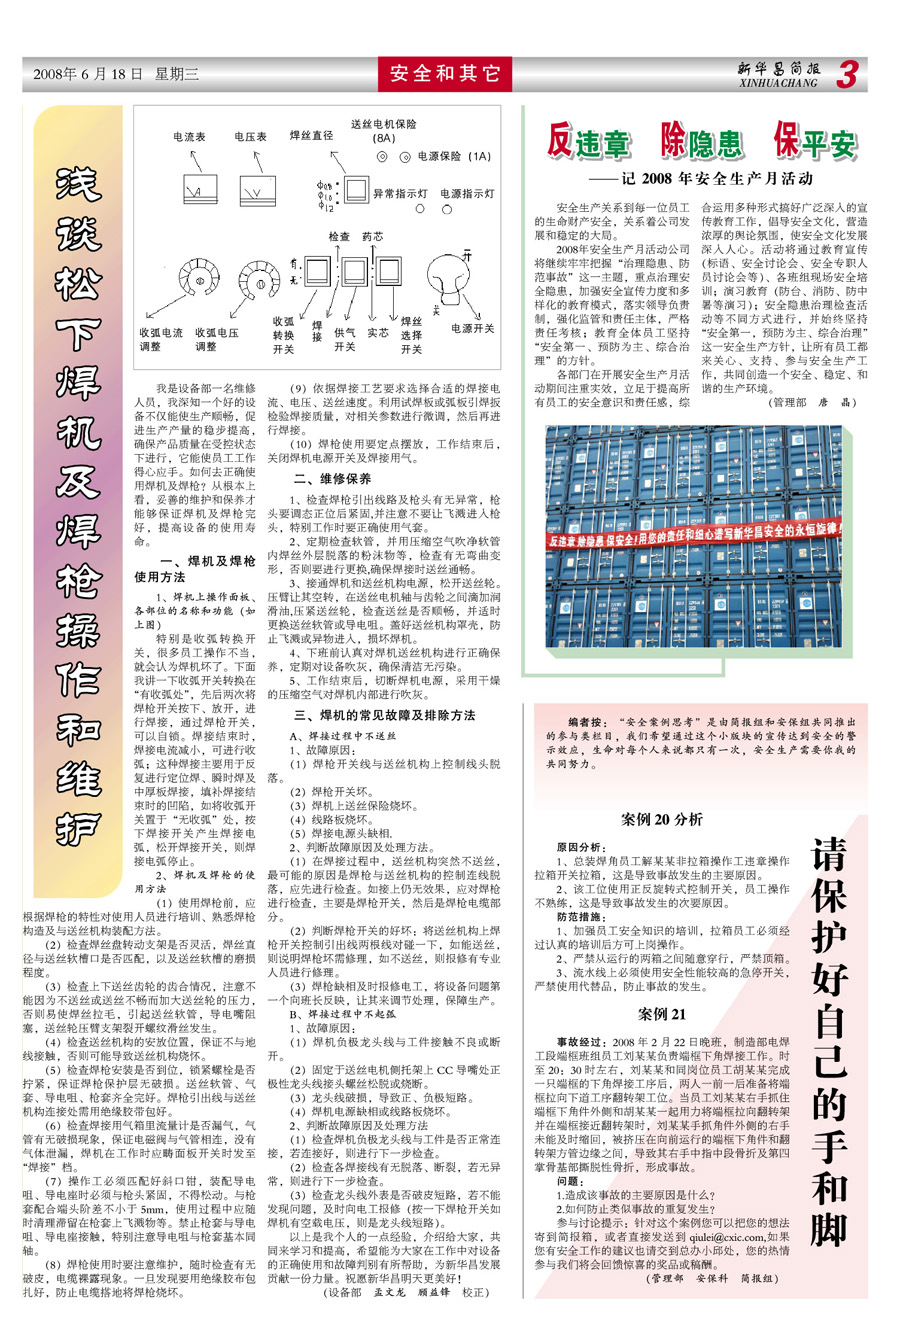 2008年 6 月 18 日  星期三
安全和其它
新华昌简报
XINHUACHANG
3
浅谈松下焊机及焊枪操作和维护
电流表
电压表
焊丝直径
送丝电机保险
(8A)
电源保险 (1A)
A
V
Φ0.8
Φ1.0
Φ1.2
异常指示灯
电源指示灯
检查
药芯
有
无
开
关
收弧电流
调整
收弧电压
调整
收弧
转换
开关
焊
接
供气
开关
实芯
焊丝
选择
开关
电源开关
我是设备部一名维修
人员，我深知一个好的设
备不仅能使生产顺畅，促
进生产产量的稳步提高，
确保产品质量在受控状态
下进行，它能使员工工作
得心应手。如何去正确使
用焊机及焊枪？从根本上
看，妥善的维护和保养才
能够保证焊机及焊枪完
好，提高设备的使用寿
命。
一、焊机及焊枪
使用方法
1、焊机上操作面板、
各部位的名称和功能（如
上图）
特别是收弧转换开
关，很多员工操作不当，
就会认为焊机坏了。下面
我讲一下收弧开关转换在
“有收弧处”，先后两次将
焊枪开关按下、放开，进
行焊接，通过焊枪开关，
可以自锁。焊接结束时，
焊接电流减小，可进行收
弧；这种焊接主要用于反
复进行定位焊、瞬时焊及
中厚板焊接，填补焊接结
束时的凹陷，如将收弧开
关置于“无收弧”处，按
下焊接开关产生焊接电
弧，松开焊接开关，则焊
接电弧停止。
2、焊机及焊枪的使
用方法
(1）使用焊枪前，应
根据焊枪的特性对使用人员进行培训、熟悉焊枪
构造及与送丝机构装配方法。
(2）检查焊丝盘转动支架是否灵活，焊丝直
径与送丝软槽口是否匹配，以及送丝软槽的磨损
程度。
(3）检查上下送丝齿轮的齿合情况，注意不
能因为不送丝或送丝不畅而加大送丝轮的压力，
否则易使焊丝拉毛，引起送丝软管，导电嘴阻
塞，送丝轮压臂支架裂开螺纹滑丝发生。
(4）检查送丝机构的安放位置，保证不与地
线接触，否则可能导致送丝机构烧怀。
(5）检查焊枪安装是否到位，锁紧螺栓是否
拧紧，保证焊枪保护层无破损。送丝软管、气
套、导电咀、枪套齐全完好。焊枪引出线与送丝
机构连接处需用绝缘胶带包好。
(6）检查焊接用气箱里流量计是否漏气，气
管有无破损现象，保证电磁阀与气管相连，没有
气体泄漏，焊机在工作时应畴面板开关时发至
“焊接”档。
(7）操作工必须匹配好斜口钳，装配导电
咀、导电座时必须与枪头紧固，不得松动。与枪
套配合端头阶差不小于 5mm，使用过程中应随
时清理滞留在枪套上飞溅物等。禁止枪套与导电
咀、导电座接触，特别注意导电咀与枪套基本同
轴。
(8）焊枪使用时要注意维护，随时检查有无
破皮，电缆裸露现象。一旦发现要用绝缘胶布包
扎好，防止电缆搭地将焊枪烧坏。
(9）依据焊接工艺要求选择合适的焊接电
流、电压、送丝速度。利用试焊板或弧板引焊扳
检验焊接质量，对相关参数进行微调，然后再进
行焊接。
(10）焊枪使用要定点摆放，工作结束后，
关闭焊机电源开关及焊接用气。
二、维修保养
1、检查焊枪引出线路及枪头有无异常，枪
头要调态正位后紧固,并注意不要让飞溅进入枪
头，特别工作时要正确使用气套。
2、定期检查软管，并用压缩空气吹净软管
内焊丝外层脱落的粉沫物等，检查有无弯曲变
形，否则要进行更换,确保焊接时送丝通畅。
3、接通焊机和送丝机构电源，松开送丝轮。
压臂让其空转，在送丝电机轴与齿轮之间滴加润
滑油,压紧送丝轮，检查送丝是否顺畅，并适时
更换送丝软管或导电咀。盖好送丝机构罩壳，防
止飞溅或异物进入，损坏焊机。
4、下班前认真对焊机送丝机构进行正确保
养，定期对设备吹灰，确保清洁无污染。
5、工作结束后，切断焊机电源，采用干燥
的压缩空气对焊机内部进行吹灰。
三、焊机的常见故障及排除方法
A、焊接过程中不送丝
1、故障原因：
(1）焊枪开关线与送丝机构上控制线头脱
落。
(2）焊枪开关坏。
(3）焊机上送丝保险烧坏。
(4）线路板烧坏。
(5）焊接电源头缺相.
2、判断故障原因及处理方法。
(1）在焊接过程中，送丝机构突然不送丝，
最可能的原因是焊枪与送丝机构的控制连线脱
落，应先进行检查。如接上仍无效果，应对焊枪
进行检查，主要是焊枪开关，然后是焊枪电缆部
分。
(2）判断焊枪开关的好坏：将送丝机构上焊
枪开关控制引出线两根线对碰一下，如能送丝，
则说明焊枪坏需修理，如不送丝，则报修有专业
人员进行修理。
(3）焊枪缺相及时报修电工，将设备问题第
一个向班长反映，让其来调节处理，保障生产。
B、焊接过程中不起弧
1、故障原因：
(1）焊机负极龙头线与工件接触不良或断
开。
(2）固定于送丝电机侧托架上 CC 导嘴处正
极性龙头线接头螺丝松脱或烧断。
(3）龙头线破损，导致正、负极短路。
(4）焊机电源缺相或线路板烧坏。
2、判断故障原因及处理方法
(1）检查焊机负极龙头线与工件是否正常连
接，若连接好，则进行下一步检查。
(2）检查各焊接线有无脱落、断裂，若无异
常，则进行下一步检查。
(3）检查龙头线外表是否破皮短路，若不能
发现问题，及时向电工报修（按一下焊枪开关如
焊机有空载电压，则是龙头线短路）。
以上是我个人的一点经验，介绍给大家，共
同来学习和提高，希望能为大家在工作中对设备
的正确使用和故障判别有所帮助，为新华昌发展
贡献一份力量。祝愿新华昌明天更美好！
(设备部  孟文龙  顾益锋  校正)
反违章 除隐患 保平安
——记 2008 年安全生产月活动
安全生产关系到每一位员工
的生命财产安全，关系着公司发
展和稳定的大局。
2008年安全生产月活动公司
将继续牢牢把握“治理隐患、防
范事故”这一主题，重点治理安
全隐患，加强安全宣传力度和多
样化的教育模式，落实领导负责
制，强化监管和责任主体，严格
责任考核；教育全体员工坚持
“安全第一、预防为主、综合治
理”的方针。
各部门在开展安全生产月活
动期间注重实效，立足于提高所
有员工的安全意识和责任感，综
合运用多种形式搞好广泛深入的宣
传教育工作，倡导安全文化，营造
浓厚的舆论氛围，使安全文化发展
深入人心。活动将通过教育宣传
(标语、安全讨论会、安全专职人
员讨论会等)、各班组现场安全培
训；演习教育（防台、消防、防中
暑等演习）；安全隐患治理检查活
动等不同方式进行，并始终坚持
“安全第一，预防为主、综合治理”
这一安全生产方针，让所有员工都
来关心、支持、参与安全生产工
作，共同创造一个安全、稳定、和
谐的生产环境。
(管理部  唐  晶)
反违章 除隐患 保安全!用您的责任和细心谱写新华昌安全的永恒旋律!
编者按：“安全案例思考”是由简报组和安保组共同推出
的参与类栏目，我们希望通过这个小版块的宣传达到安全的警
示效应，生命对每个人来说都只有一次，安全生产需要你我的
共同努力。
案例 20 分析
原因分析：
1、总装焊角员工解某某非拉箱操作工违章操作
拉箱开关拉箱，这是导致事故发生的主要原因。
2、该工位使用正反旋转式控制开关，员工操作
不熟练，这是导致事故发生的次要原因。
防范措施：
1、加强员工安全知识的培训，拉箱员工必须经
过认真的培训后方可上岗操作。
2、严禁从运行的两箱之间随意穿行，严禁顶箱。
3、流水线上必须使用安全性能较高的急停开关，
严禁使用代替品，防止事故的发生。
案例 21
事故经过：2008 年 2 月 22 日晚班，制造部电焊
工段端框班组员工刘某某负责端框下角焊接工作。时
至 20：30 时左右，刘某某和同岗位员工胡某某完成
一只端框的下角焊接工序后，两人一前一后准备将端
框拉向下道工序翻转架工位。当员工刘某某右手抓住
端框下角件外侧和胡某某一起用力将端框拉向翻转架
并在端框接近翻转架时，刘某某手抓角件外侧的右手
未能及时缩回，被挤压在向前运行的端框下角件和翻
转架方管边缘之间，导致其右手中指中段骨折及第四
掌骨基部撕脱性骨折，形成事故。
问题：
1.造成该事故的主要原因是什么？
2.如何防止类似事故的重复发生？
参与讨论提示：针对这个案例您可以把您的想法
寄到简报箱，或者直接发送到 qiulei@cxic.com,如果
您有安全工作的建议也请交到总办小邱处，您的热情
参与我们将会回馈惊喜的奖品或稿酬。
(管理部  安保科  简报组)
请保护好自己的手和脚